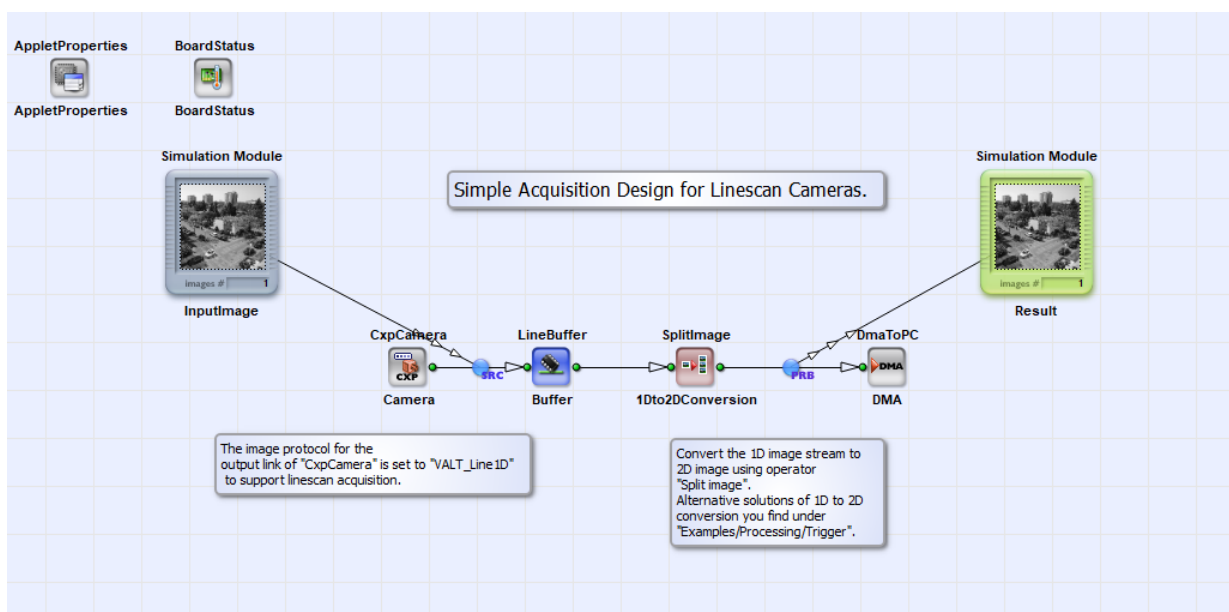 AppletProperties
BoardStatus
AppletProperties
BoardStatus
Simulation Module
Simulation Module
Simple Acquisition Design for Linescan Cameras.
images # 1
images # 1
InputImage
Result
CxpCamera
LineBuffer
SplitImage
DmaToPC
CXP
SRC
PRB
DMA
Camera
Buffer
1Dto2DConversion
DMA
The image protocol for the
output link of "CxpCamera" is set to "VALT_Line1D"
to support linescan acquisition.
Convert the 1D image stream to
2D image using operator
"Split image".
Alternative solutions of 1D to 2D
conversion you find under
"Examples/Processing/Trigger".